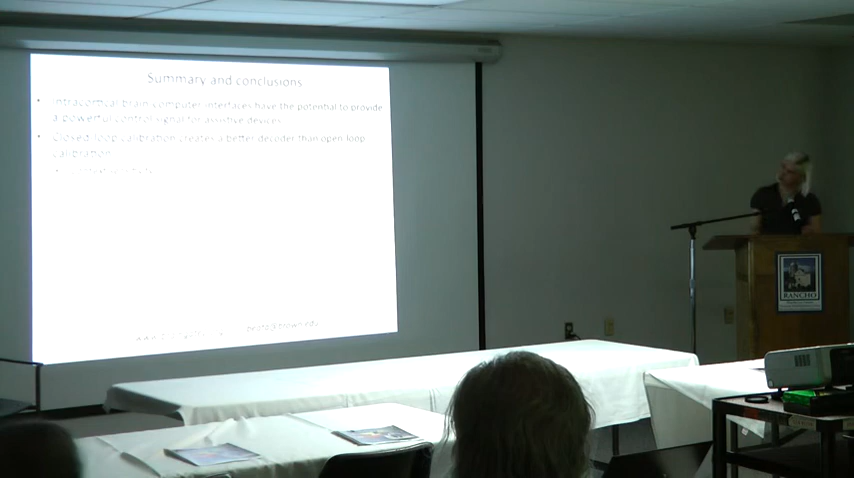 Summary and conclusions
• Intracortical brain computer interfaces have the potential to provide
a powerful control signal for assistive devices
• Closed-loop calibration creates a better decoder than open loop
calibration
RANCHO